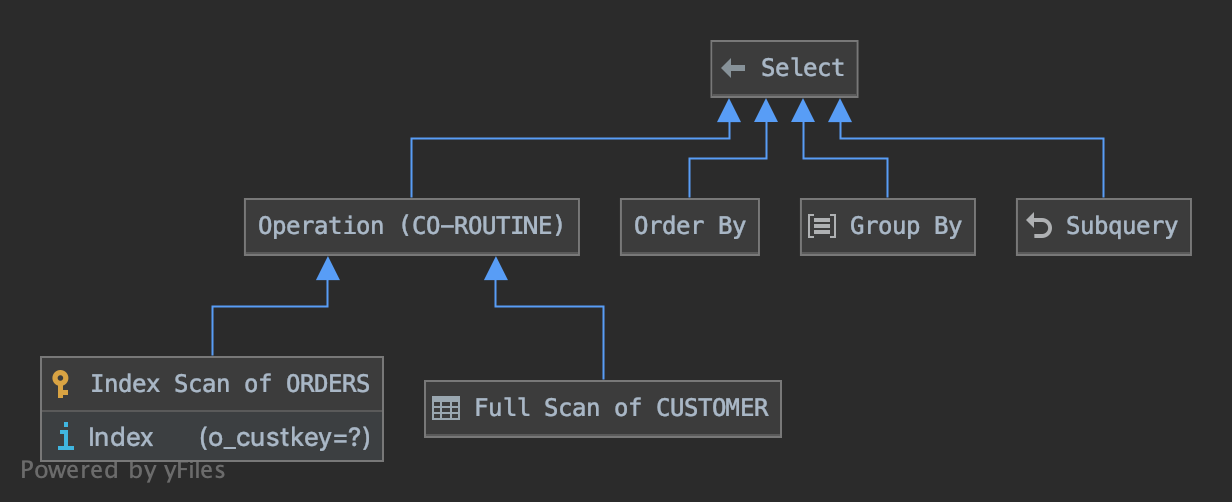 Select
Operation (CO-ROUTINE)
Order By
Group By
Subquery
Index Scan of ORDERS
Index (o_custkey=?)
Full Scan of CUSTOMER
Powered by yFiles